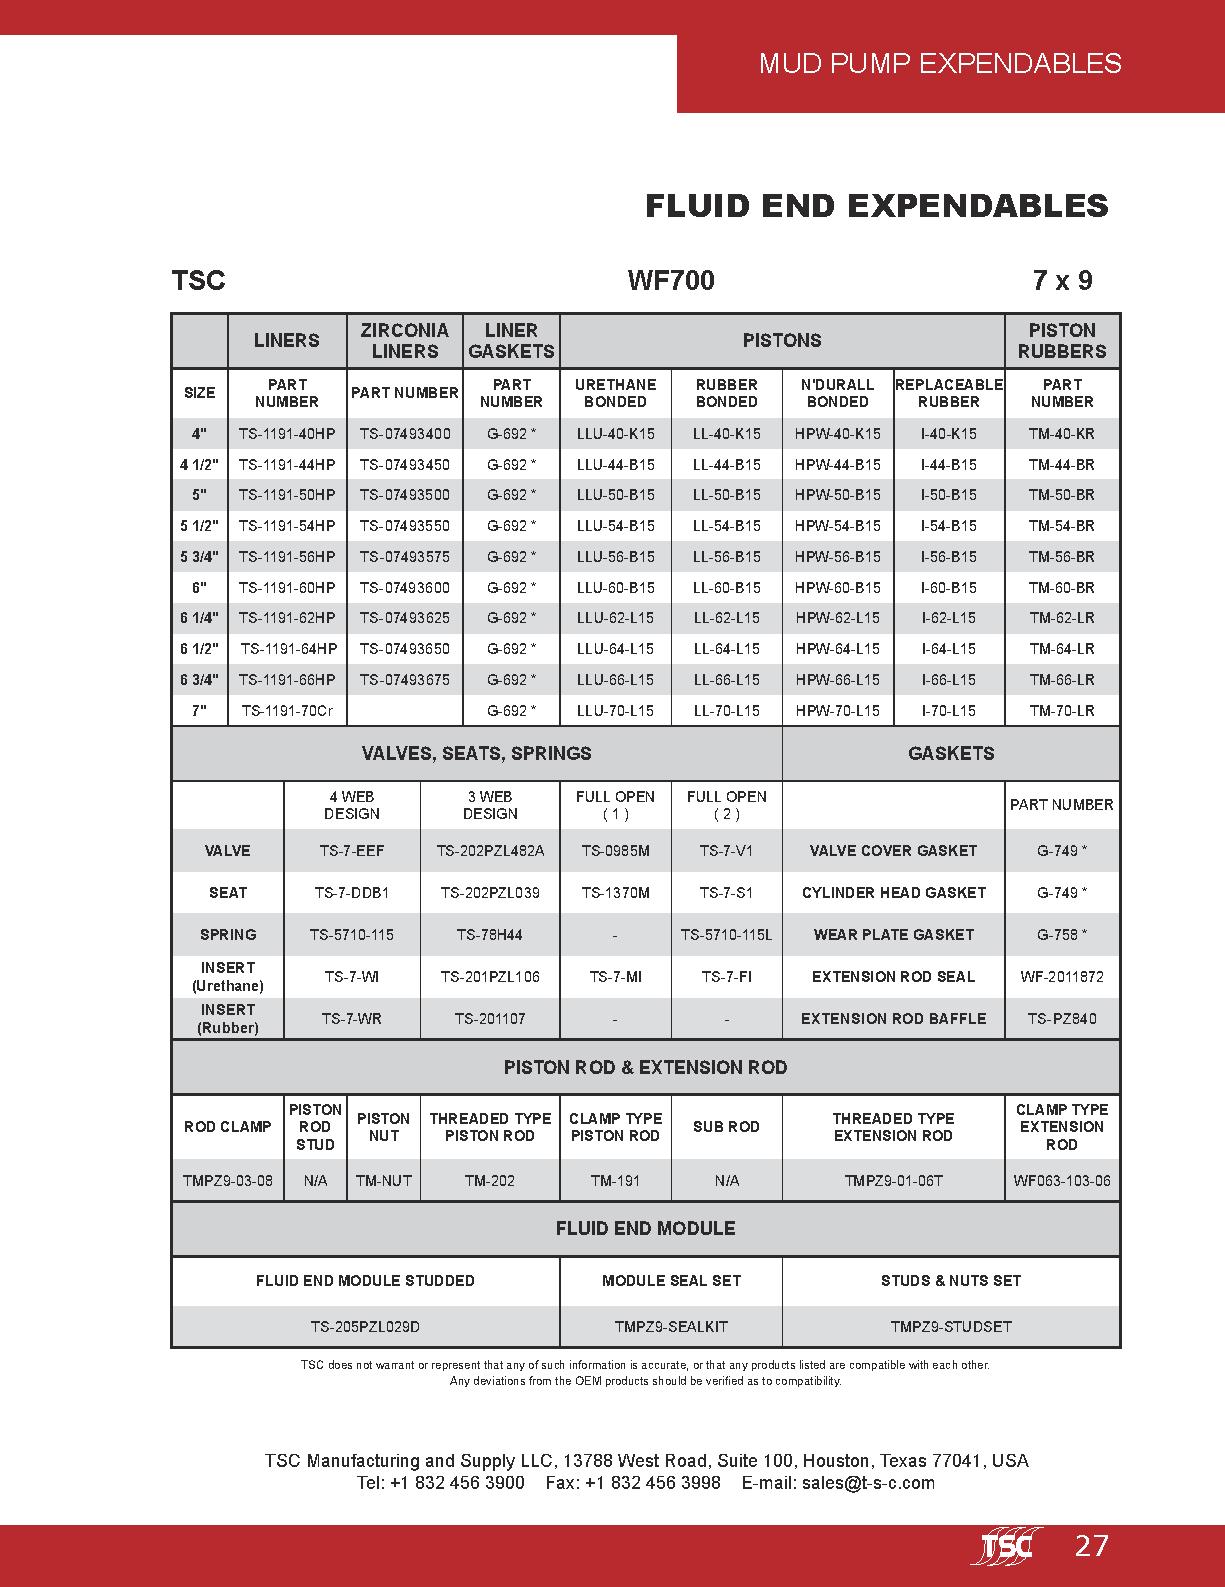 MUD PUMP EXPENDABLES
FLUID END EXPENDABLES
TSC WF700 7 x 9
LINERS ZIRCONIA LINERS LINER GASKETS PISTONS PISTON RUBBERS
SIZE PART NUMBER PART NUMBER PART NUMBER URETHANE BONDED RUBBER BONDED N'DURALL BONDED REPLACEABLE RUBBER PART NUMBER
4" TS-1191-40HP TS-07493400 G-692 * LLU-40-K15 LL-40-K15 HPW-40-K15 I-40-K15 TM-40-KR
4 1/2" TS-1191-44HP TS-07493450 G-692 * LLU-44-B15 LL-44-B15 HPW-44-B15 I-44-B15 TM-44-BR
5" TS-1191-50HP TS-07493500 G-692 * LLU-50-B15 LL-50-B15 HPW-50-B15 I-50-B15 TM-50-BR
5 1/2" TS-1191-54HP TS-07493550 G-692 * LLU-54-B15 LL-54-B15 HPW-54-B15 I-54-B15 TM-54-BR
5 3/4" TS-1191-56HP TS-07493575 G-692 * LLU-56-B15 LL-56-B15 HPW-56-B15 I-56-B15 TM-56-BR
6" TS-1191-60HP TS-07493600 G-692 * LLU-60-B15 LL-60-B15 HPW-60-B15 I-60-B15 TM-60-BR
6 1/4" TS-1191-62HP TS-07493625 G-692 * LLU-62-L15 LL-62-L15 HPW-62-L15 I-62-L15 TM-62-LR
6 1/2" TS-1191-64HP TS-07493650 G-692 * LLU-64-L15 LL-64-L15 HPW-64-L15 I-64-L15 TM-64-LR
6 3/4" TS-1191-66HP TS-07493675 G-692 * LLU-66-L15 LL-66-L15 HPW-66-L15 I-66-L15 TM-66-LR
7" TS-1191-70Cr G-692 * LLU-70-L15 LL-70-L15 HPW-70-L15 I-70-L15 TM-70-LR
VALVES, SEATS, SPRINGS GASKETS
4 WEB DESIGN 3 WEB DESIGN FULL OPEN ( 1 ) FULL OPEN ( 2 ) PART NUMBER
VALVE TS-7-EEF TS-202PZL482A TS-0985M TS-7-V1 VALVE COVER GASKET G-749 *
SEAT TS-7-DDB1 TS-202PZL039 TS-1370M TS-7-S1 CYLINDER HEAD GASKET G-749 *
SPRING TS-5710-115 TS-78H44 - TS-5710-115L WEAR PLATE GASKET G-758 *
INSERT (Urethane) TS-7-WI TS-201PZL106 TS-7-MI TS-7-FI EXTENSION ROD SEAL WF-2011872
INSERT (Rubber) TS-7-WR TS-201107 - - EXTENSION ROD BAFFLE TS-PZ840
PISTON ROD & EXTENSION ROD
ROD CLAMP PISTON ROD STUD PISTON NUT THREADED TYPE PISTON ROD CLAMP TYPE PISTON ROD SUB ROD THREADED TYPE EXTENSION ROD CLAMP TYPE EXTENSION ROD
TMPZ9-03-08 N/A TM-NUT TM-202 TM-191 N/A TMPZ9-01-06T WF063-103-06
FLUID END MODULE
FLUID END MODULE STUDDED MODULE SEAL SET STUDS & NUTS SET
TS-205PZL029D TMPZ9-SEALKIT TMPZ9-STUDSET
TSC does not warrant or represent that any of such information is accurate, or that any products listed are compatible with each other.
Any deviations from the OEM products should be verified as to compatibility.
TSC Manufacturing and Supply LLC, 13788 West Road, Suite 100, Houston, Texas 77041, USA
Tel: +1 832 456 3900 Fax: +1 832 456 3998 E-mail: sales@t-s-c.com
TSC 27